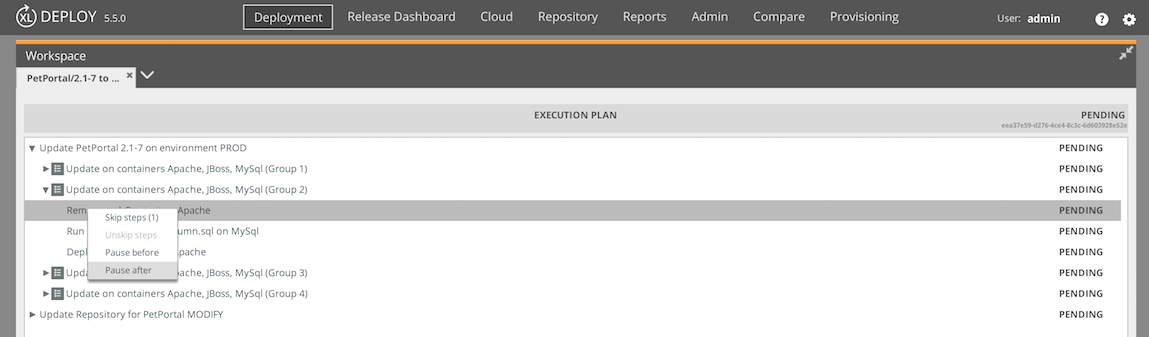 XL DEPLOY 5.5.0 Deployment Release Dashboard Cloud Repository Reports Admin Compare Provisioning User: admin ?
Workspace
PetPortal/2.1-7 to ... ×
EXECUTION PLAN PENDING
eea37e59-d276-4ce4-8c3c-6d603928e52e
Update PetPortal 2.1-7 on environment PROD PENDING
Update on containers Apache, JBoss, MySql (Group 1) PENDING
Update on containers Apache, JBoss, MySql (Group 2) PENDING
Rem Apache PENDING
Skip steps (1)
Run umn.sql on MySql PENDING
Unskip steps
Depl pache PENDING
Pause before
Upda
Pause after
JBoss, MySql (Group 3) PENDING
Update on containers Apache, JBoss, MySql (Group 4) PENDING
Update Repository for PetPortal MODIFY PENDING